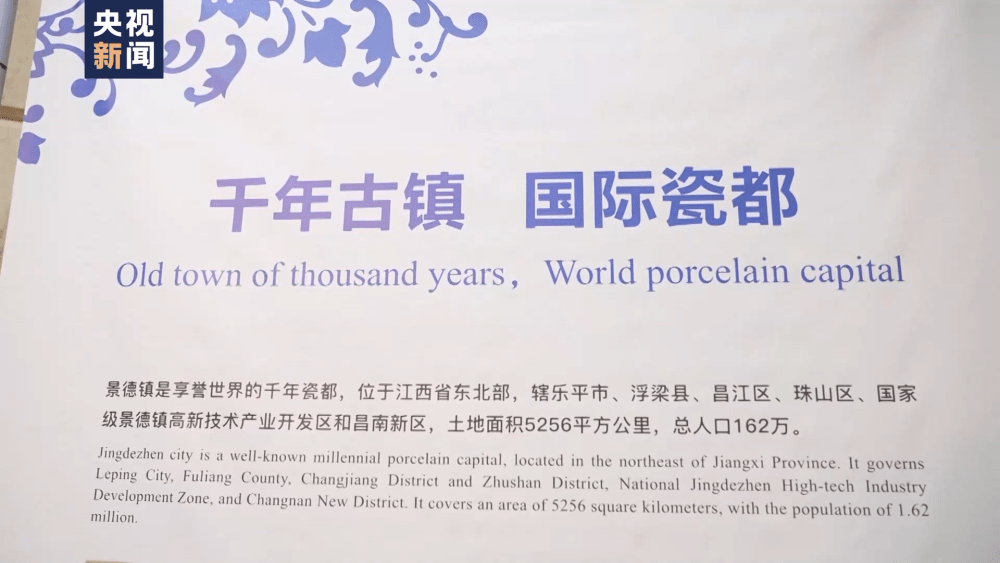 央视
新闻
千年古镇 国际瓷都
Old town of thousand years, World porcelain capital
景德镇是享誉世界的千年瓷都，位于江西省东北部，辖乐平市、浮梁县、昌江区、珠山区、国家
级景德镇高新技术产业开发区和昌南新区，土地面积5256平方公里，总人口162万。
Jingdezhen city is a well-known millennial porcelain capital, located in the northeast of Jiangxi Province. It governs
Leping City, Fuliang County, Changjiang District and Zhushan District, National Jingdezhen High-tech Industry
Development Zone, and Changnan New District. It covers an area of 5256 square kilometers, with the population of 1.62
million.